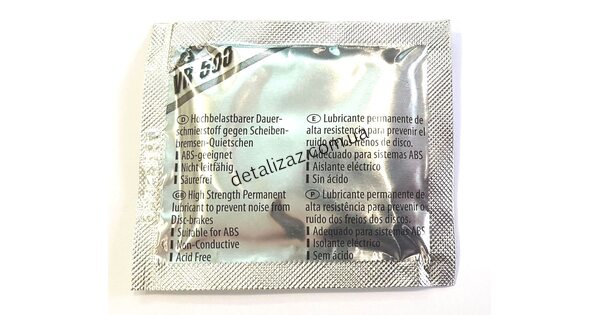 VR 500
D Hochbelastbarer Dauer-
schmierstoff gegen Scheiben-
bremsen-Quietschen
ABS-geeignet
Nicht leitfähig
Säurefrei
GB High Strength Permanent
lubricant to prevent noise from
Disc-brakes
Suitable for ABS
Non-Conductive
Acid Free
E Lubricante permanente de
alta resistencia para prevenir el
ruido de los frenos de disco.
Adecuado para sistemas ABS
Aislante eléctrico
Sin ácido
P Lubricante permanente de
alta resistência para prevenir o
ruído dos freios dos discos.
Adequado para sistemas ABS
Isolante eléctrico
Sem ácido
detalizaz.com.ua